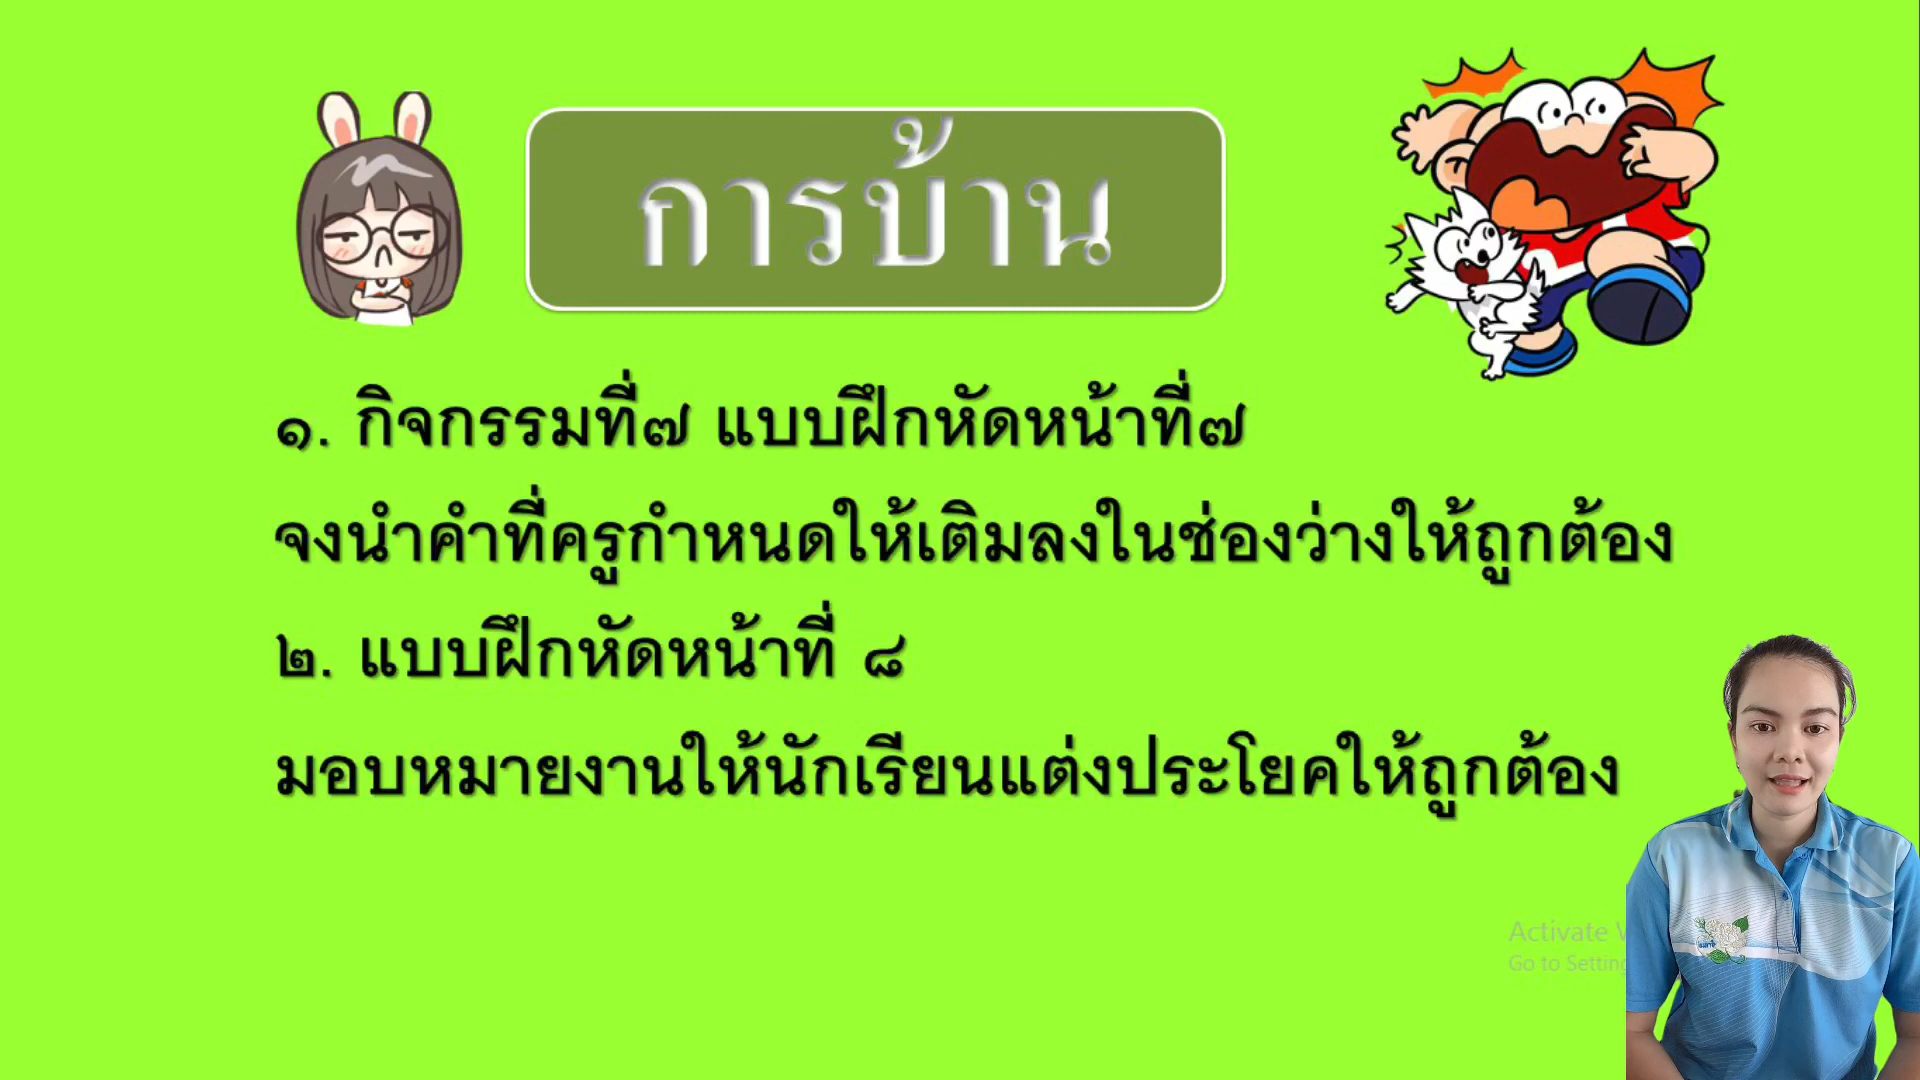 การบ้าน
๑. กิจกรรมที่๗ แบบฝึกหัดหน้าที่๗
จงนำคำที่ครูกำหนดให้เติมลงในช่องว่างให้ถูกต้อง
๒. แบบฝึกหัดหน้าที่ ๘
มอบหมายงานให้นักเรียนแต่งประโยคให้ถูกต้อง
Activate
Go to